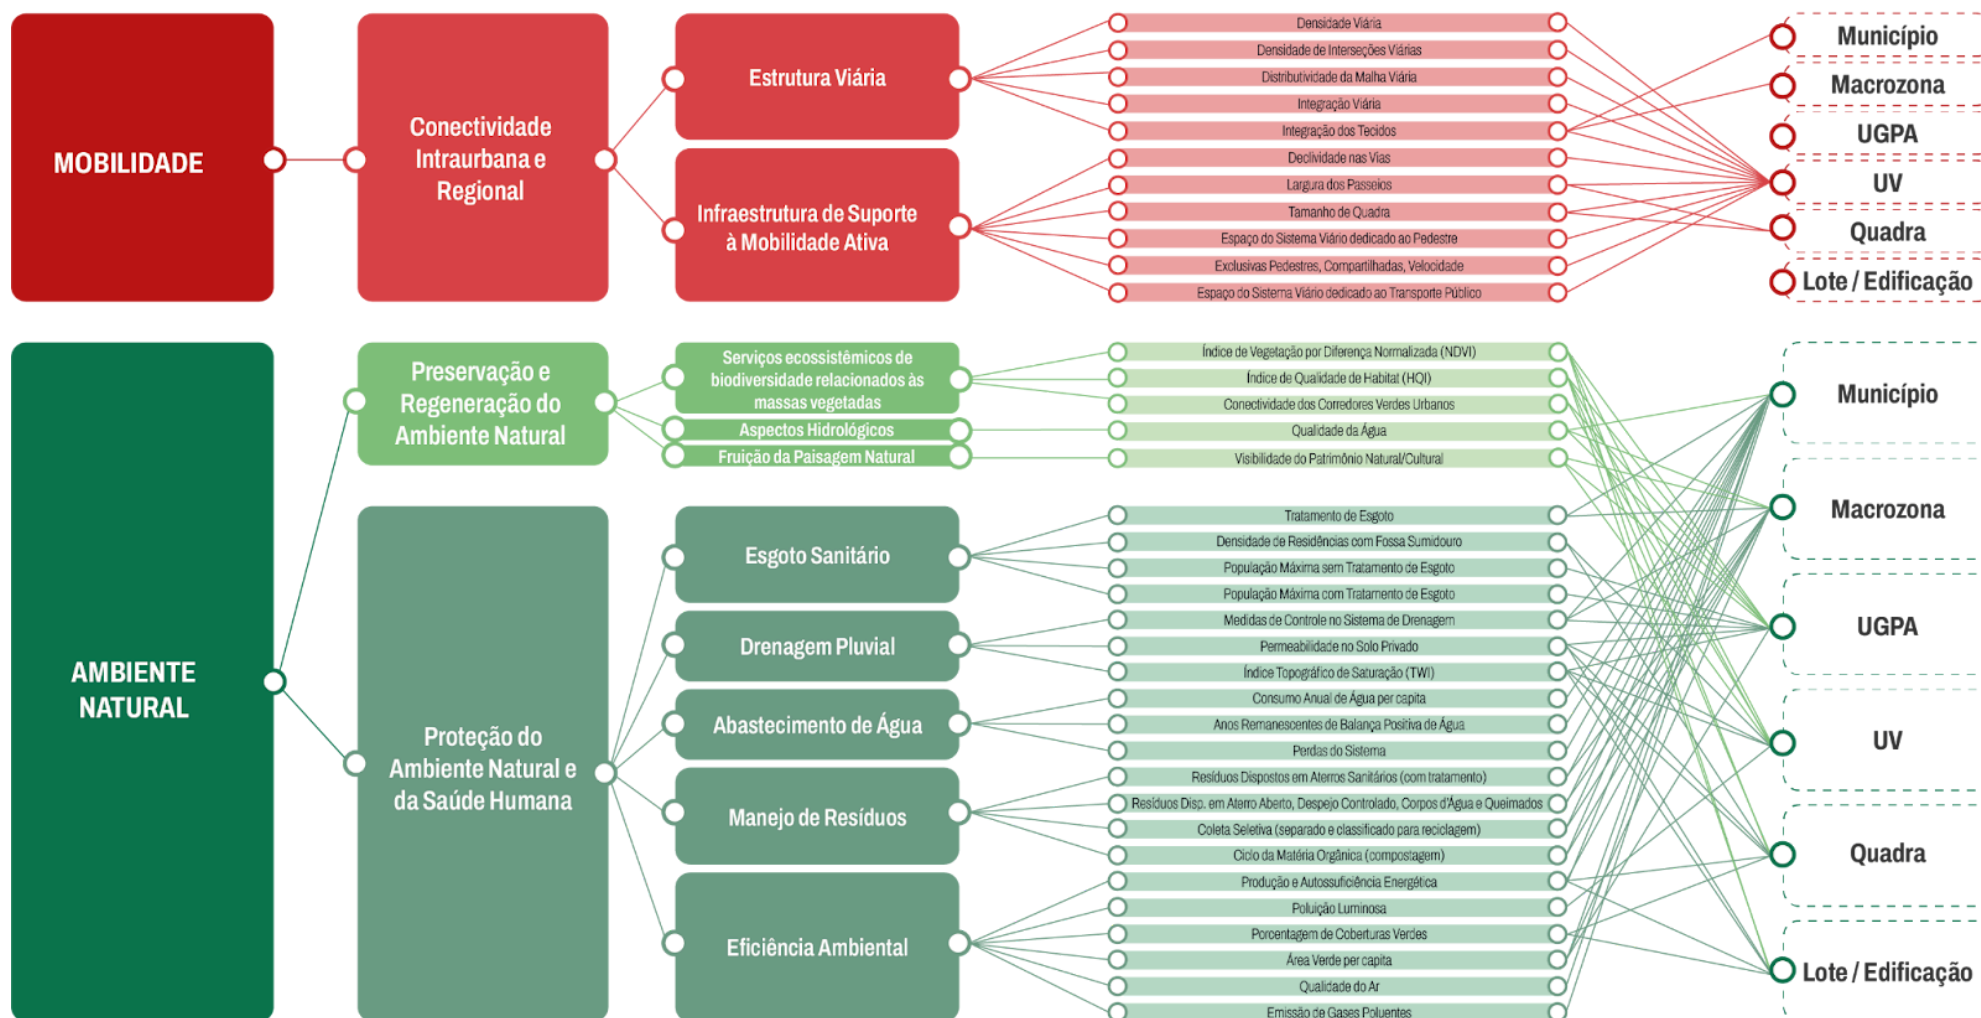 MOBILIDADE
Conectividade
Intraurbana e
Regional
Estrutura Viária
Infraestrutura de Suporte
à Mobilidade Ativa
Densidade Viária
Densidade de Interseções Viárias
Distributividade da Malha Viária
Integração Viária
Integração dos Tecidos
Declividade nas Vias
Largura dos Passeios
Tamanho de Quadra
Espaço do Sistema Viário dedicado ao Pedestre
Exclusivas Pedestres, Compartilhadas, Velocidade
Espaço do Sistema Viário dedicado ao Transporte Público
Município
Macrozona
UGPA
UV
Quadra
Lote / Edificação
AMBIENTE
NATURAL
Preservação e
Regeneração do
Ambiente Natural
Serviços ecossistêmicos de
biodiversidade relacionados às
massas vegetadas
Aspectos Hidrológicos
Fruição da Paisagem Natural
Índice de Vegetação por Diferença Normalizada (NDVI)
Índice de Qualidade de Habitat (HQI)
Conectividade dos Corredores Verdes Urbanos
Qualidade da Água
Visibilidade do Patrimônio Natural/Cultural
Proteção do
Ambiente Natural e
da Saúde Humana
Esgoto Sanitário
Drenagem Pluvial
Abastecimento de Água
Manejo de Resíduos
Eficiência Ambiental
Tratamento de Esgoto
Densidade de Residências com Fossa Sumidouro
População Máxima sem Tratamento de Esgoto
População Máxima com Tratamento de Esgoto
Medidas de Controle no Sistema de Drenagem
Permeabilidade no Solo Privado
Índice Topográfico de Saturação (TWI)
Consumo Anual de Água per capita
Anos Remanescentes de Balança Positiva de Água
Perdas do Sistema
Resíduos Dispostos em Aterros Sanitários (com tratamento)
Resíduos Disp. em Aterro Aberto, Despejo Controlado, Corpos d'Água e Queimados
Coleta Seletiva (separado e classificado para reciclagem)
Ciclo da Matéria Orgânica (compostagem)
Produção e Autossuficiência Energética
Poluição Luminosa
Porcentagem de Coberturas Verdes
Área Verde per capita
Qualidade do Ar
Emissão de Gases Poluentes
Município
Macrozona
UGPA
UV
Quadra
Lote / Edificação